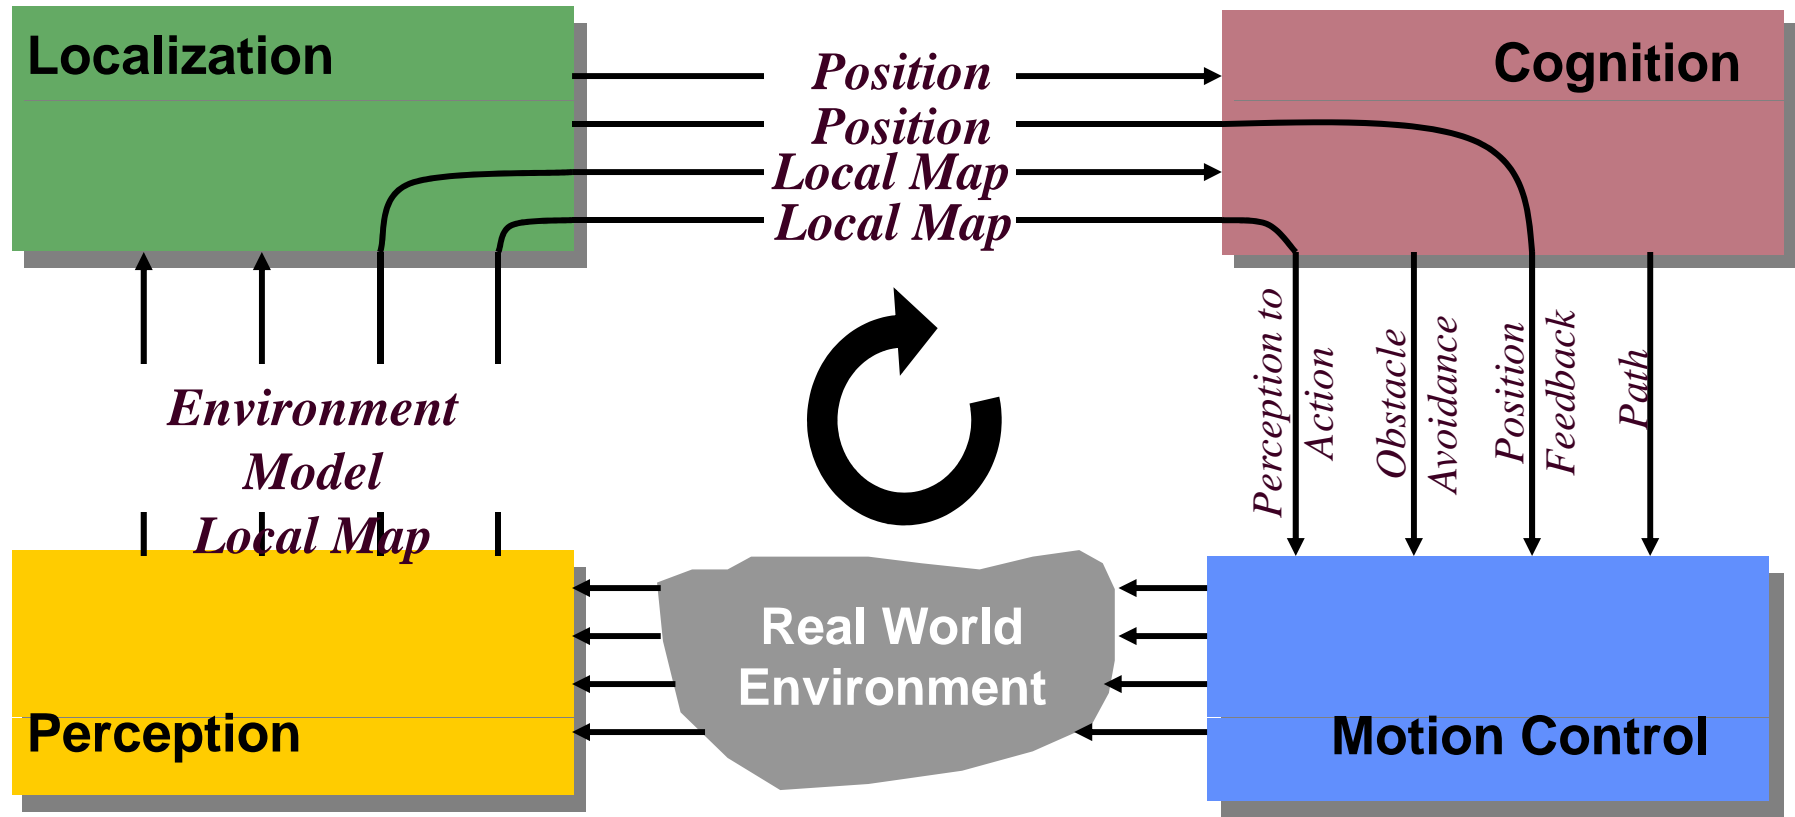 Localization
Cognition
Position
Position
Local Map
Local Map
Environment
Model
Local Map
Perception to
Action
Obstacle
Avoidance
Position
Feedback
Path
Real World
Environment
Perception
Motion Control